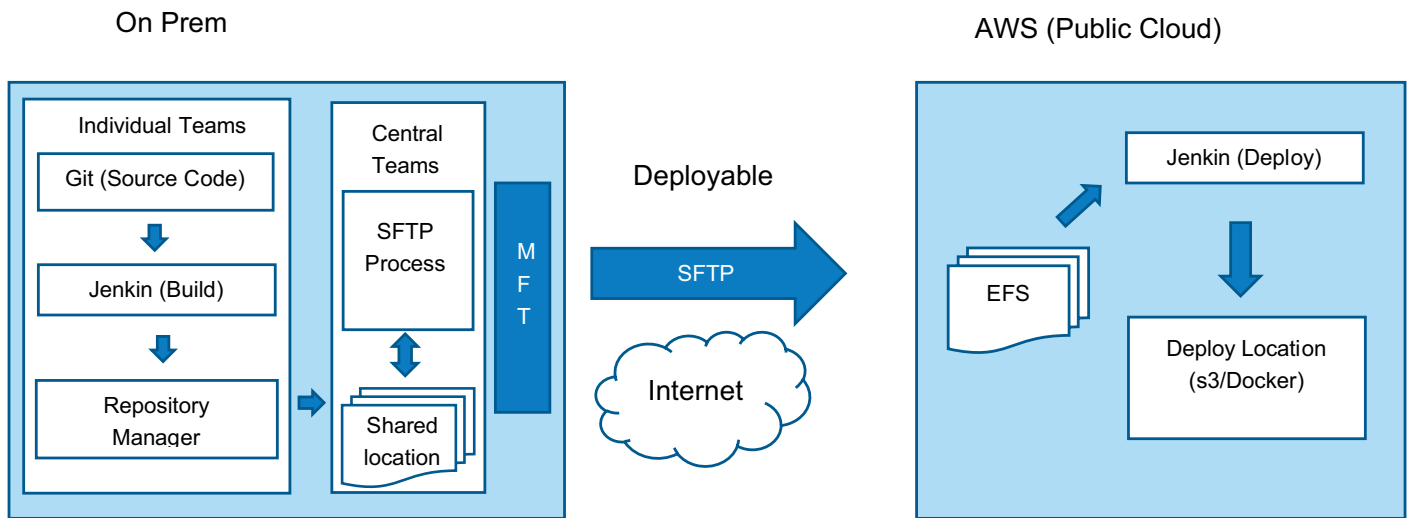 On Prem
AWS (Public Cloud)
Individual Teams
Git (Source Code)
Jenkin (Build)
Repository
Manager
Central
Teams
SFTP
Process
Shared
location
M
F
T
Deployable
SFTP
Internet
Jenkin (Deploy)
EFS
Deploy Location
(s3/Docker)